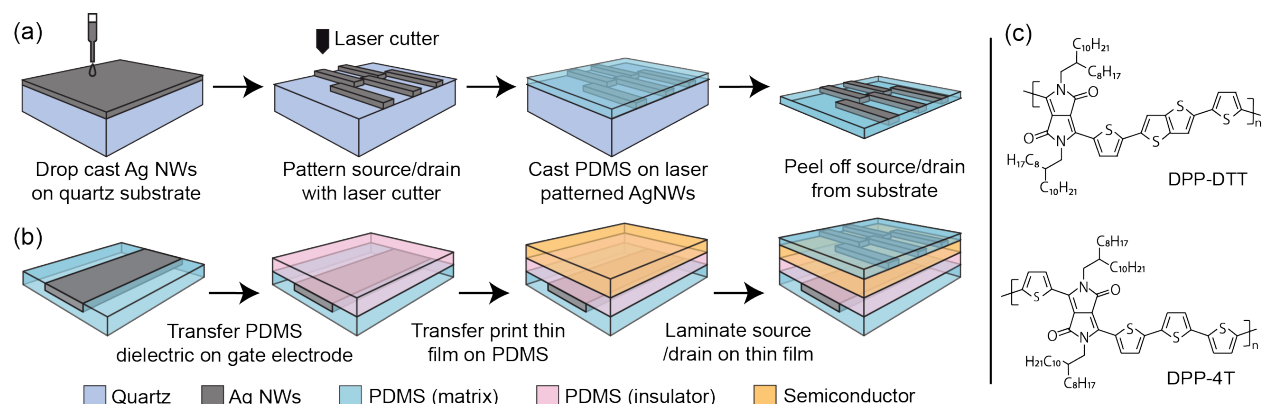 (a)
Laser cutter
Drop cast Ag NWs
on quartz substrate
Pattern source/drain
with laser cutter
Cast PDMS on laser
patterned AgNWs
Peel off source/drain
from substrate
(b)
Transfer PDMS
dielectric on gate electrode
Transfer print thin
film on PDMS
Laminate source
/drain on thin film
Quartz
Ag NWs
PDMS (matrix)
PDMS (insulator)
Semiconductor
(c)
C10H21
C8H17
N
O
S
S
S
n
O
N
S
S
H17C8
C10H21
DPP-DTT
C8H17
C10H21
S
N
O
S
n
O
N
S
S
S
H21C10
C8H17
DPP-4T